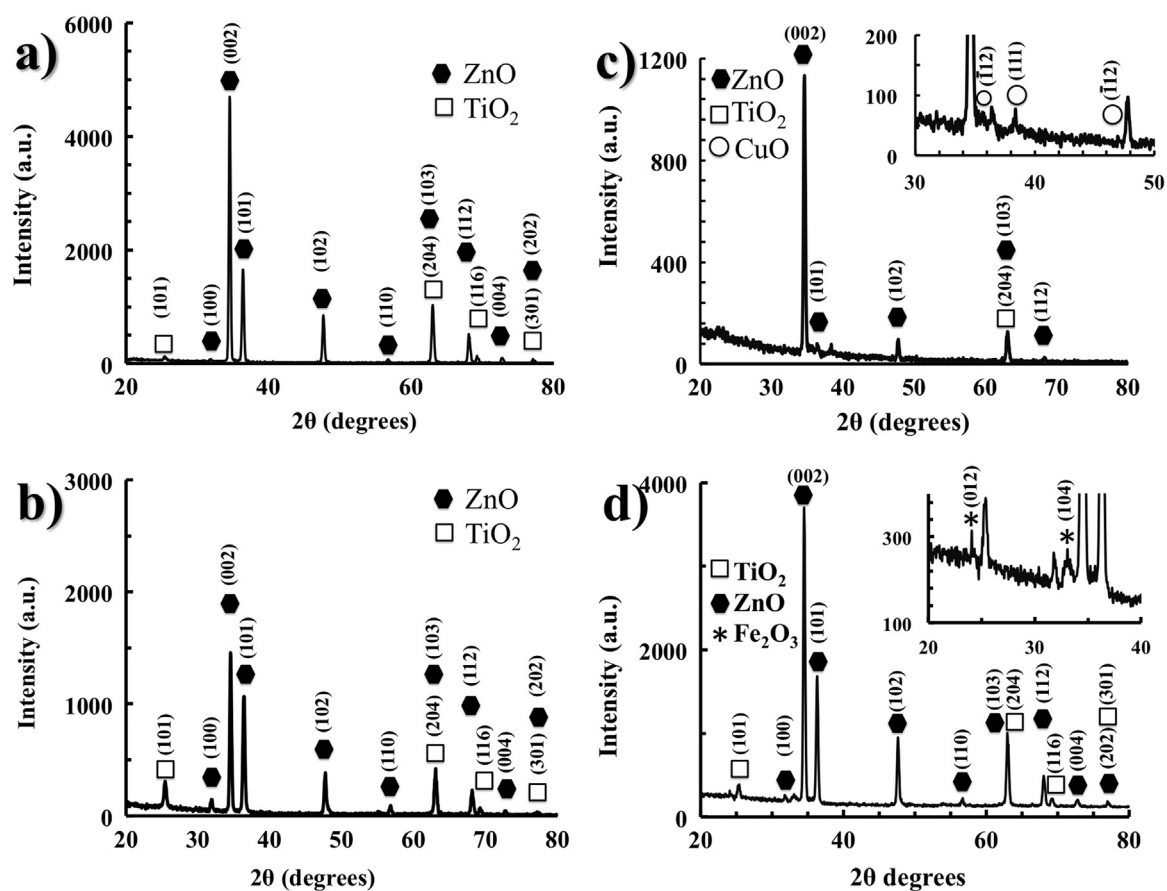 a)
6000
4000
2000
0
Intensity (a.u.)
(101)
(100)
(002)
(101)
(102)
(110)
(103)
(204)
(112)
(116)
(004)
(202)
(301)
ZnO
TiO₂
20 40 60 80
2θ (degrees)
c)
1200
800
400
0
Intensity (a.u.)
ZnO
TiO₂
CuO
(002)
(101)
(102)
(103)
(204)
(112)
20 30 40 50 60 70 80
2θ (degrees)
200
100
0
(1̄12)
(111)
(1̄12)
30 40 50
b)
3000
2000
1000
0
Intensity (a.u.)
(101)
(100)
(002)
(101)
(102)
(110)
(103)
(204)
(112)
(116)
(004)
(202)
(301)
ZnO
TiO₂
20 30 40 50 60 70 80
2θ (degrees)
d)
4000
2000
0
Intensity (a.u.)
TiO₂
ZnO
Fe₂O₃
(101)
(100)
(002)
(101)
(102)
(110)
(103)
(204)
(112)
(116)
(004)
(202)
(301)
20 40 60 80
2θ degrees
300
100
*(012)
*(104)
20 30 40